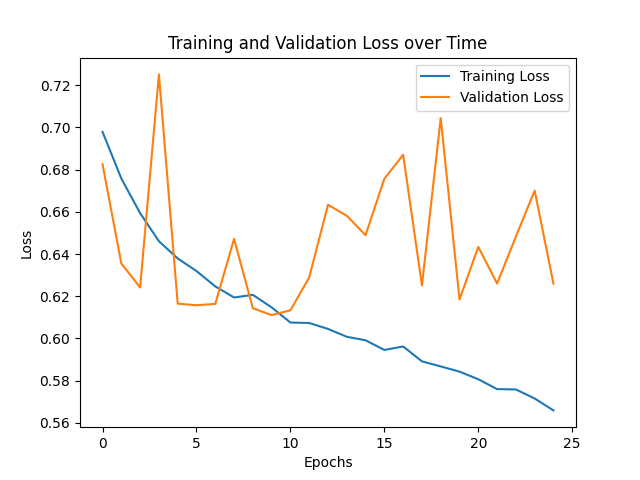 Training and Validation Loss over Time
Training Loss
Validation Loss
0.72
0.70
0.68
0.66
0.64
0.62
0.60
0.58
0.56
Loss
0 5 10 15 20 25
Epochs